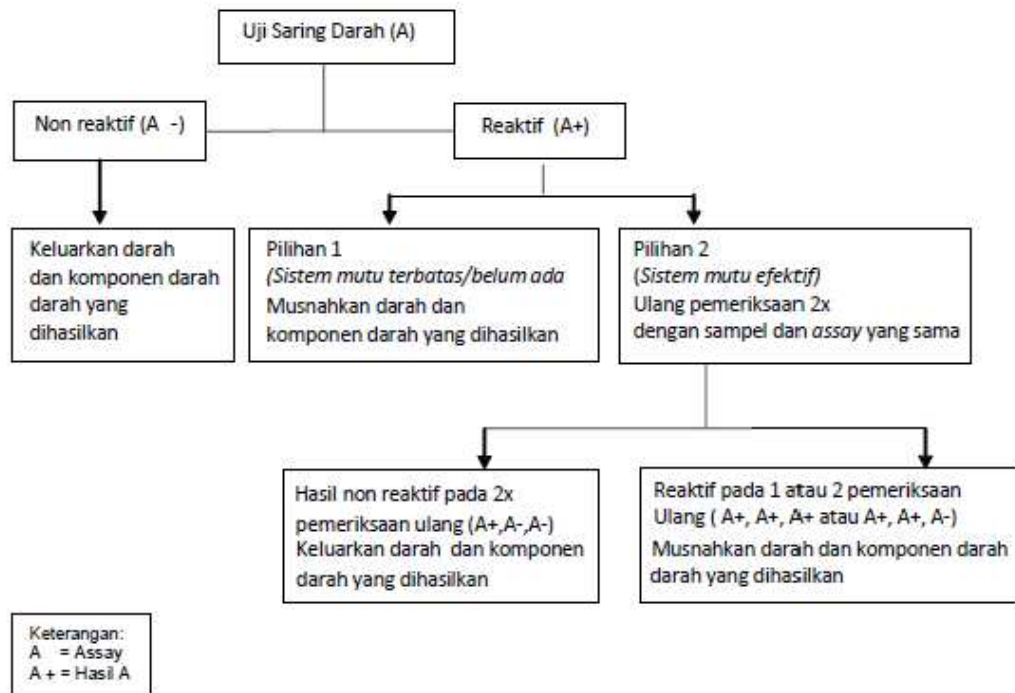 Uji Saring Darah (A)
Non reaktif (A -)
Reaktif (A+)
Keluarkan darah
dan komponen darah
darah yang
dihasilkan
Pilihan 1
(Sistem mutu terbatas/belum ada
Musnahkan darah dan
komponen darah yang dihasilkan
Pilihan 2
(Sistem mutu efektif)
Ulang pemeriksaan 2x
dengan sampel dan assay yang sama
Hasil non reaktif pada 2x
pemeriksaan ulang (A+,A-,A-)
Keluarkan darah dan komponen
darah yang dihasilkan
Reaktif pada 1 atau 2 pemeriksaan
Ulang ( A+, A+, A+ atau A+, A+, A-)
Musnahkan darah dan komponen darah
darah yang dihasilkan
Keterangan:
A = Assay
A + = Hasil A